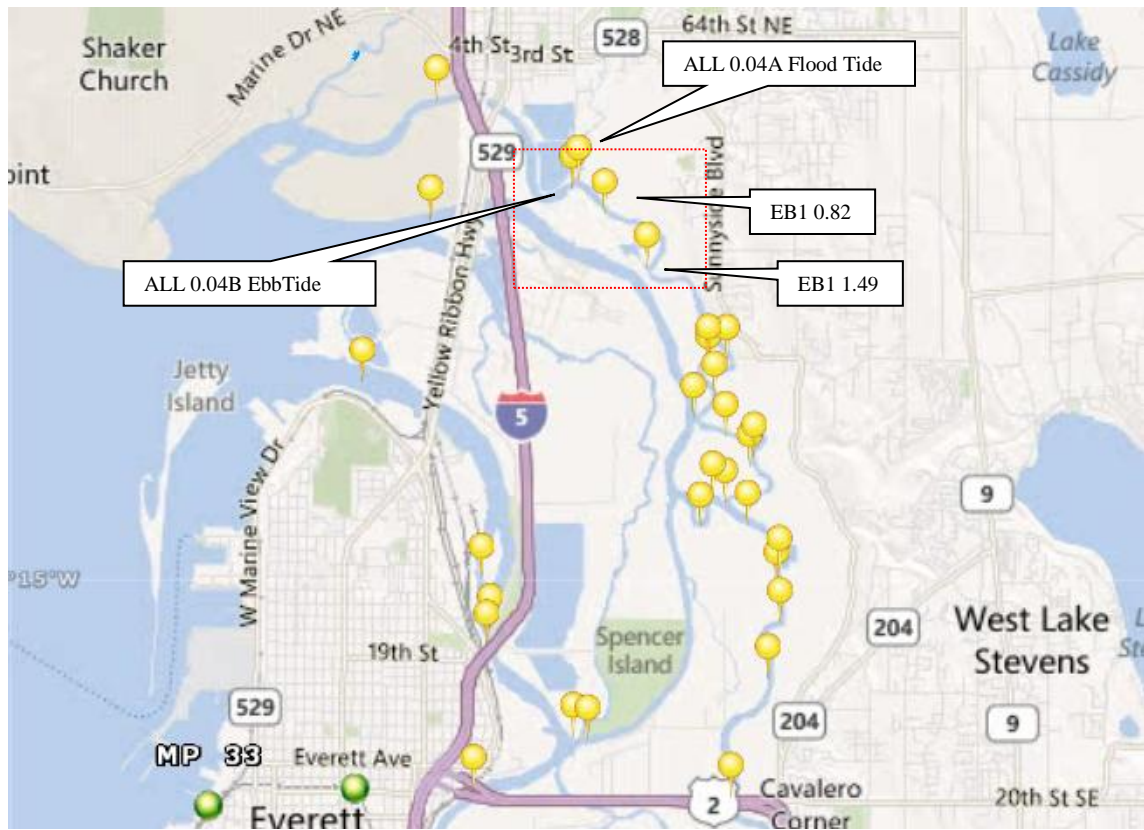 Shaker
Church
Marine Dr NE
4th St
3rd St
528
64th St NE
Lake
Cassidy
ALL 0.04A Flood Tide
529
oint
Sunnyside Blvd
EB1 0.82
Yellow Ribbon Hwy
ALL 0.04B EbbTide
EB1 1.49
Jetty
Island
5
W Marine View Dr
9
°15"W
West Lake
Stevens
204
Spencer
Island
19th St
529
204
9
MP 33
Everett Ave
2
Cavalero
Corner
20th St SE
Everett